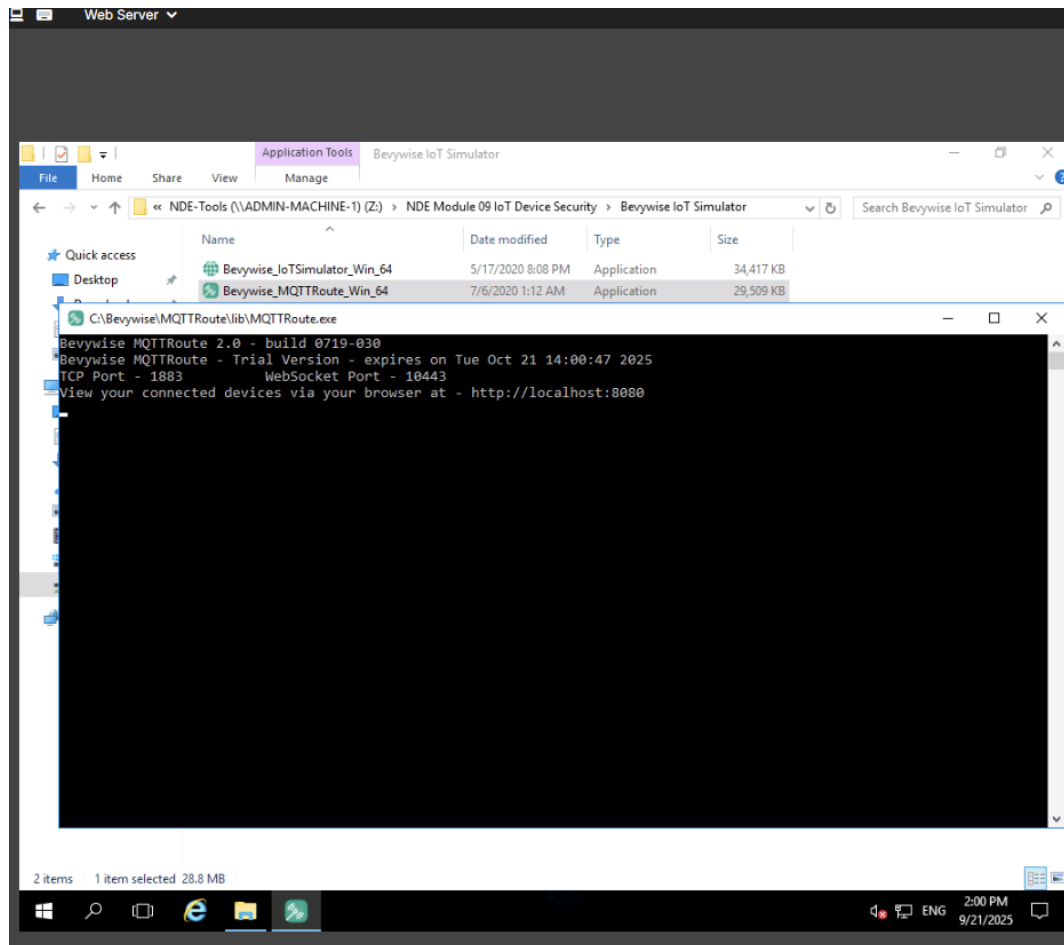 Web Server
Application Tools
Bevywise IoT Simulator
File
Home
Share
View
Manage
« NDE-Tools (\\ADMIN-MACHINE-1) (Z:) > NDE Module 09 IoT Device Security > Bevywise IoT Simulator
Search Bevywise IoT Simulator
Name
Date modified
Type
Size
Quick access
Desktop
Bevywise_IoTSimulator_Win_64
5/17/2020 8:08 PM
Application
34,417 KB
Bevywise_MQTTRoute_Win_64
7/6/2020 1:12 AM
Application
29,509 KB
C:\Bevywise\MQTTRoute\lib\MQTTRoute.exe
Bevywise MQTTRoute 2.0 - build 0719-030
Bevywise MQTTRoute - Trial Version - expires on Tue Oct 21 14:00:47 2025
TCP Port - 1883 WebSocket Port - 10443
View your connected devices via your browser at - http://localhost:8080
2 items
1 item selected 28.8 MB
ENG
2:00 PM
9/21/2025